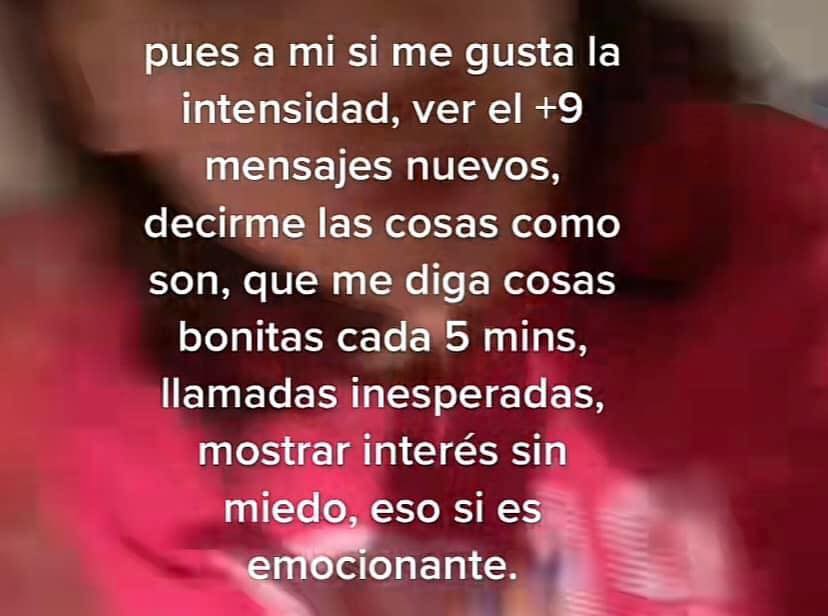 pues a mi si me gusta la
intensidad, ver el +9
mensajes nuevos,
decirme las cosas como
son, que me diga cosas
bonitas cada 5 mins,
llamadas inesperadas,
mostrar interés sin
miedo, eso si es
emocionante.